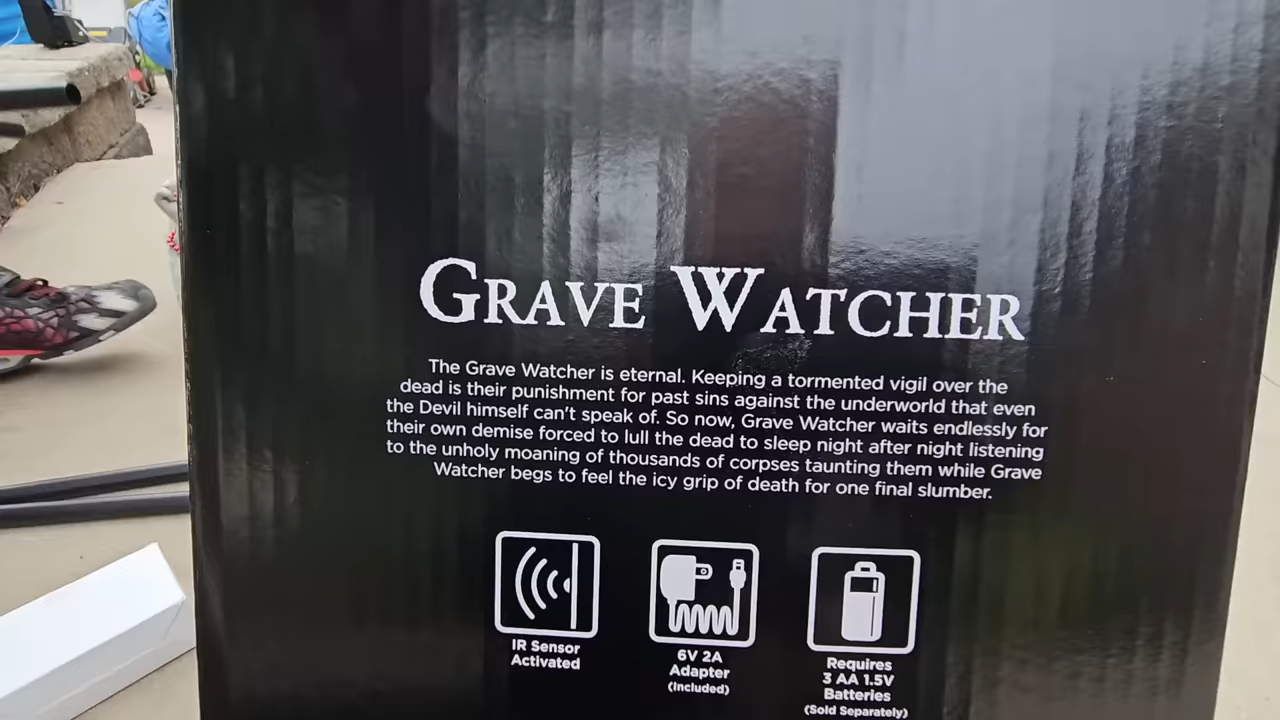 GRAVE WATCHER
The Grave Watcher is eternal. Keeping a tormented vigil over the
dead is their punishment for past sins against the underworld that even
the Devil himself can't speak of. So now, Grave Watcher waits endlessly for
their own demise forced to lull the dead to sleep night after night listening
to the unholy moaning of thousands of corpses taunting them while Grave
Watcher begs to feel the icy grip of death for one final slumber.
IR Sensor
Activated
6V 2A
Adapter
(Included)
Requires
3 AA 1.5V
Batteries
(Sold Separately)